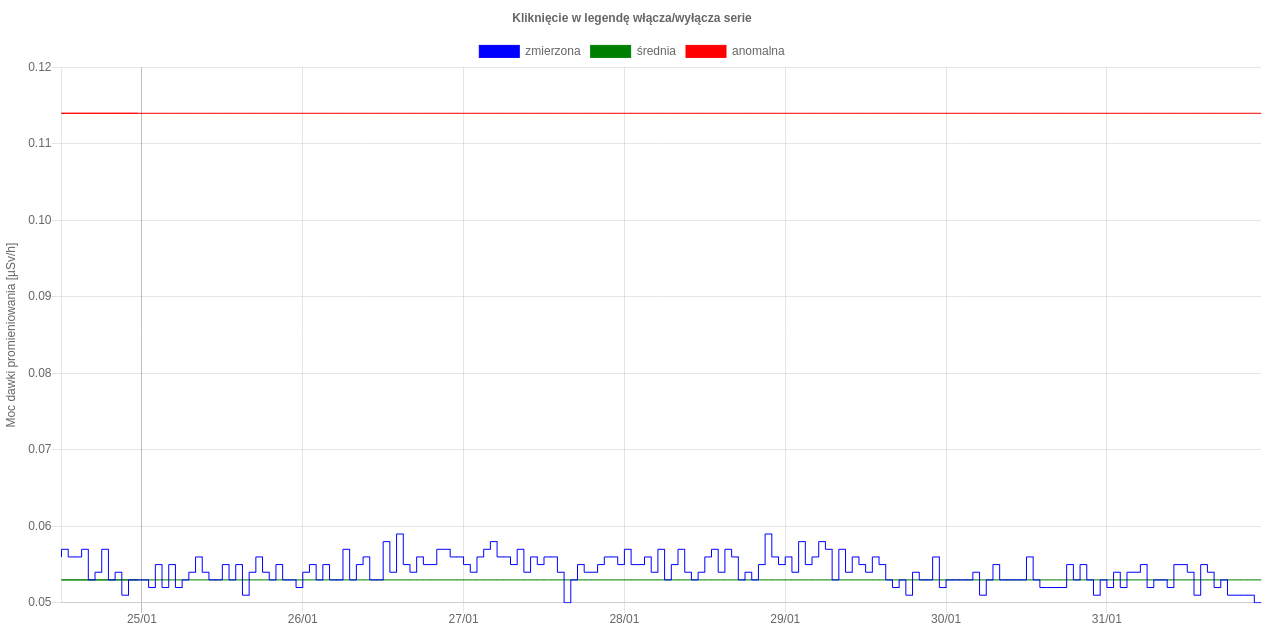 Kliknięcie w legendę włącza/wyłącza serie
zmierzona średnia anomalna
Moc dawki promieniowania [µSv/h]
0.12
0.11
0.10
0.09
0.08
0.07
0.06
0.05
25/01 26/01 27/01 28/01 29/01 30/01 31/01